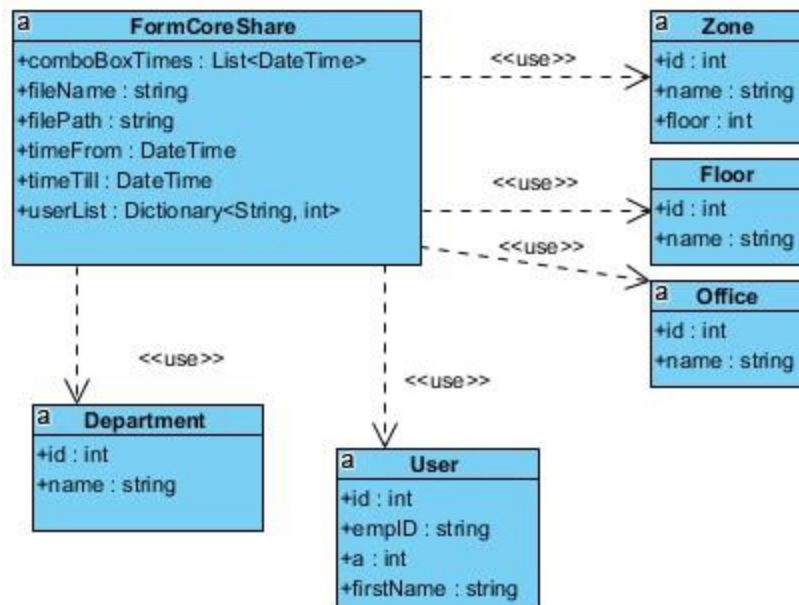 a
FormCoreShare
+comboBoxTimes : List<DateTime>
+fileName : string
+filePath : string
+timeFrom : DateTime
+timeTill : DateTime
+userList : Dictionary<String, int>
<<use>>
a
Zone
+id : int
+name : string
+floor : int
<<use>>
Floor
+id : int
+name : string
<<use>>
a
Office
+id : int
+name : string
<<use>>
<<use>>
a
Department
+id : int
+name : string
a
User
+id : int
+empID : string
+a : int
+firstName : string